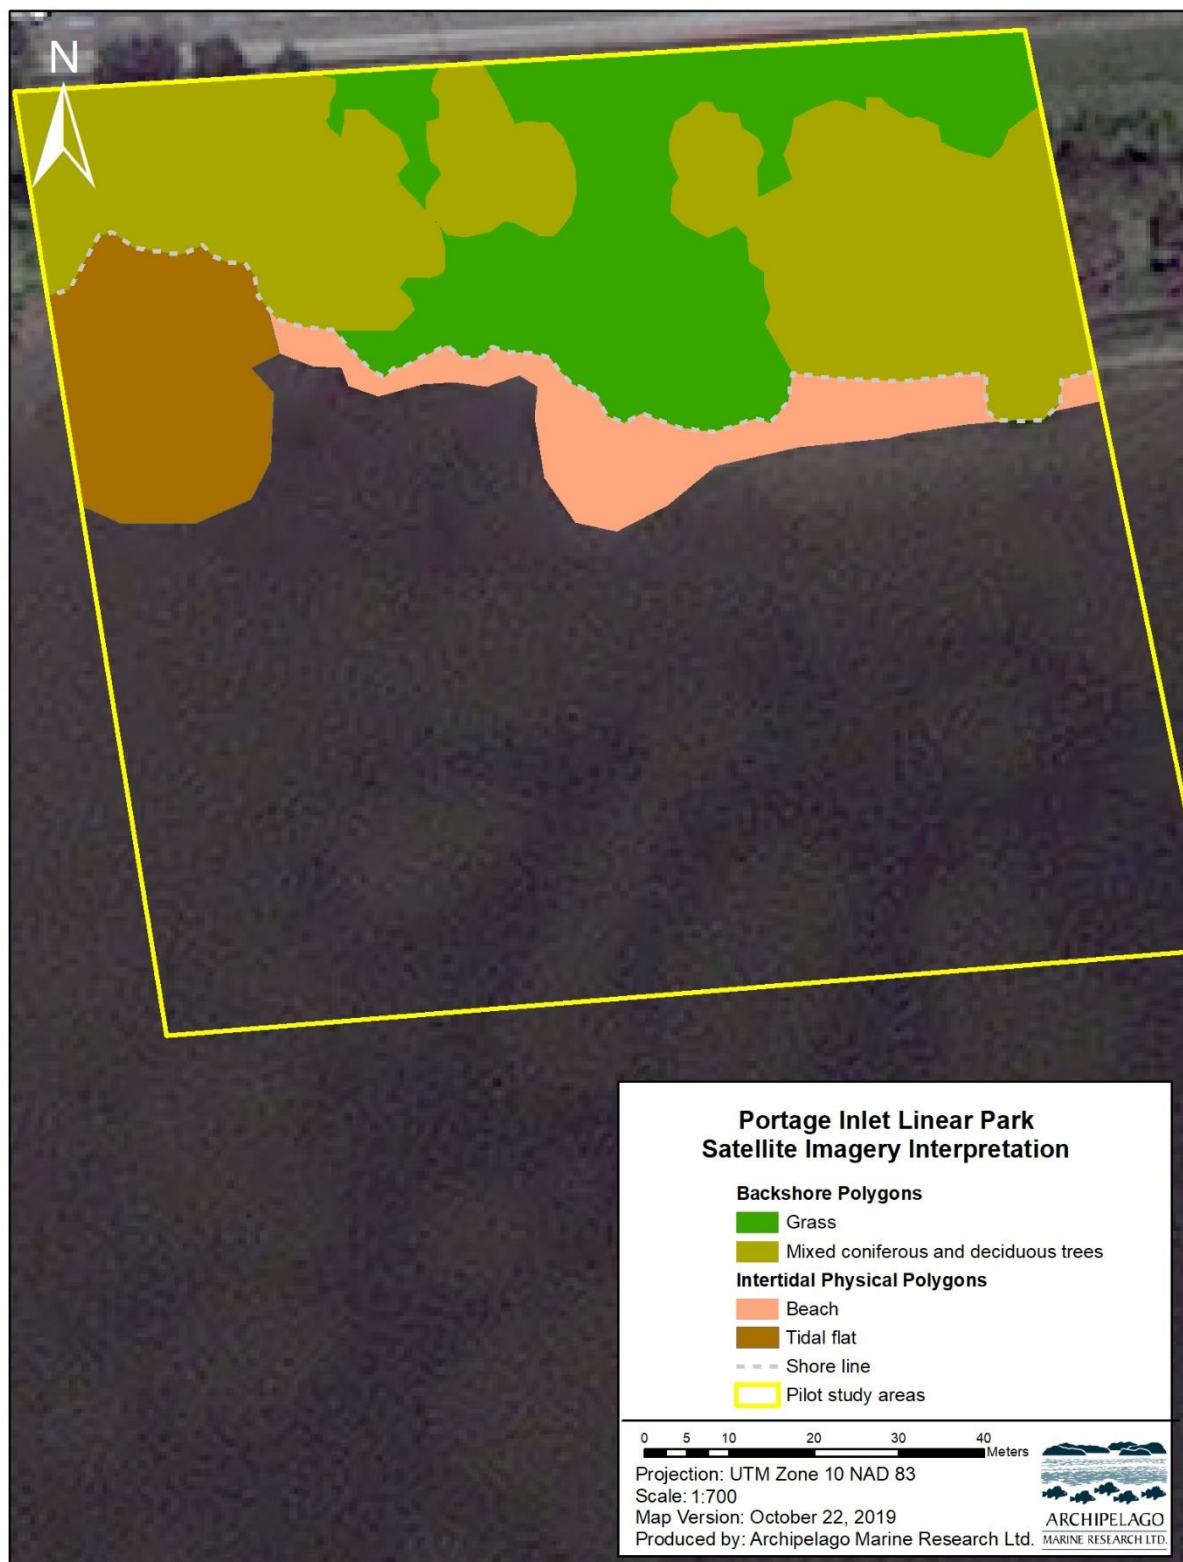 N
Portage Inlet Linear Park
Satellite Imagery Interpretation
Backshore Polygons
Grass
Mixed coniferous and deciduous trees
Intertidal Physical Polygons
Beach
Tidal flat
Shore line
Pilot study areas
0 5 10 20 30 40
Meters
Projection: UTM Zone 10 NAD 83
Scale: 1:700
Map Version: October 22, 2019
Produced by: Archipelago Marine Research Ltd.
ARCHIPELAGO
MARINE RESEARCH LTD.